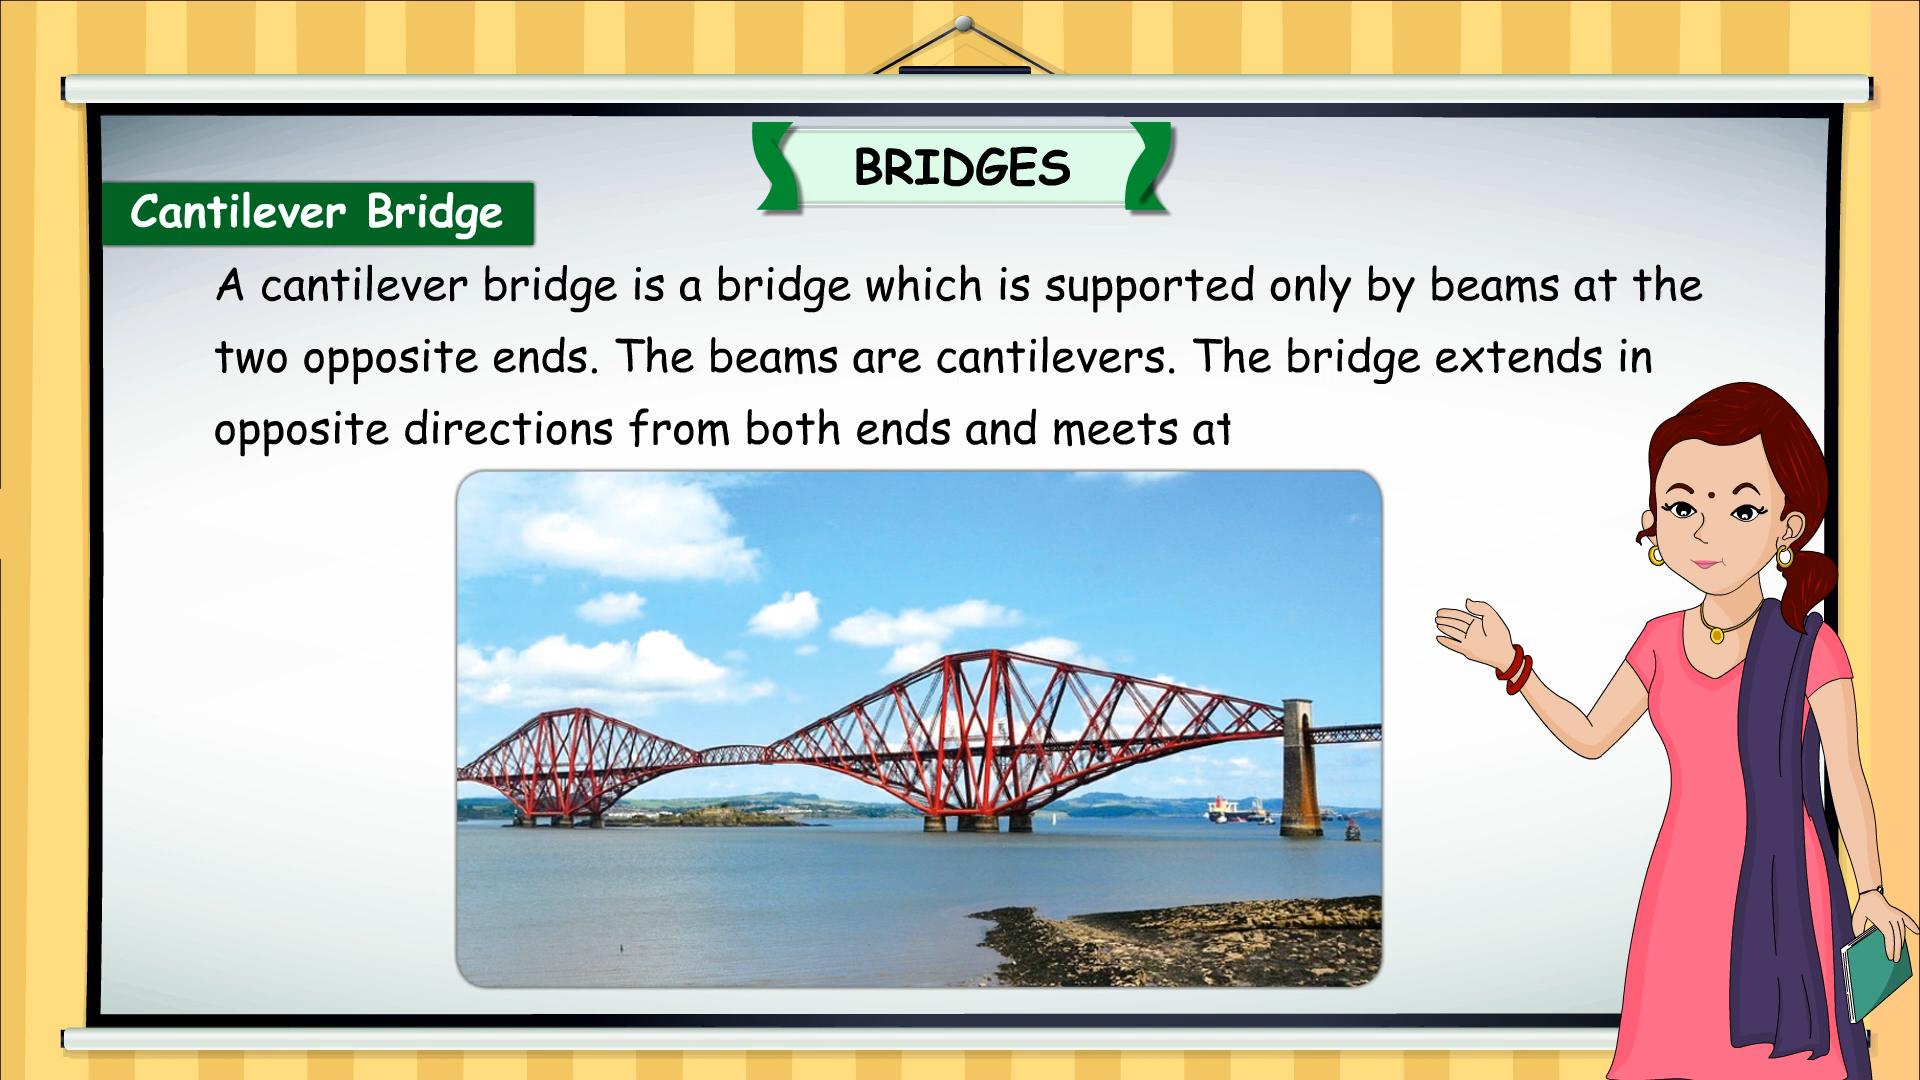 BRIDGES
Cantilever Bridge
A cantilever bridge is a bridge which is supported only by beams at the
two opposite ends. The beams are cantilevers. The bridge extends in
opposite directions from both ends and meets at